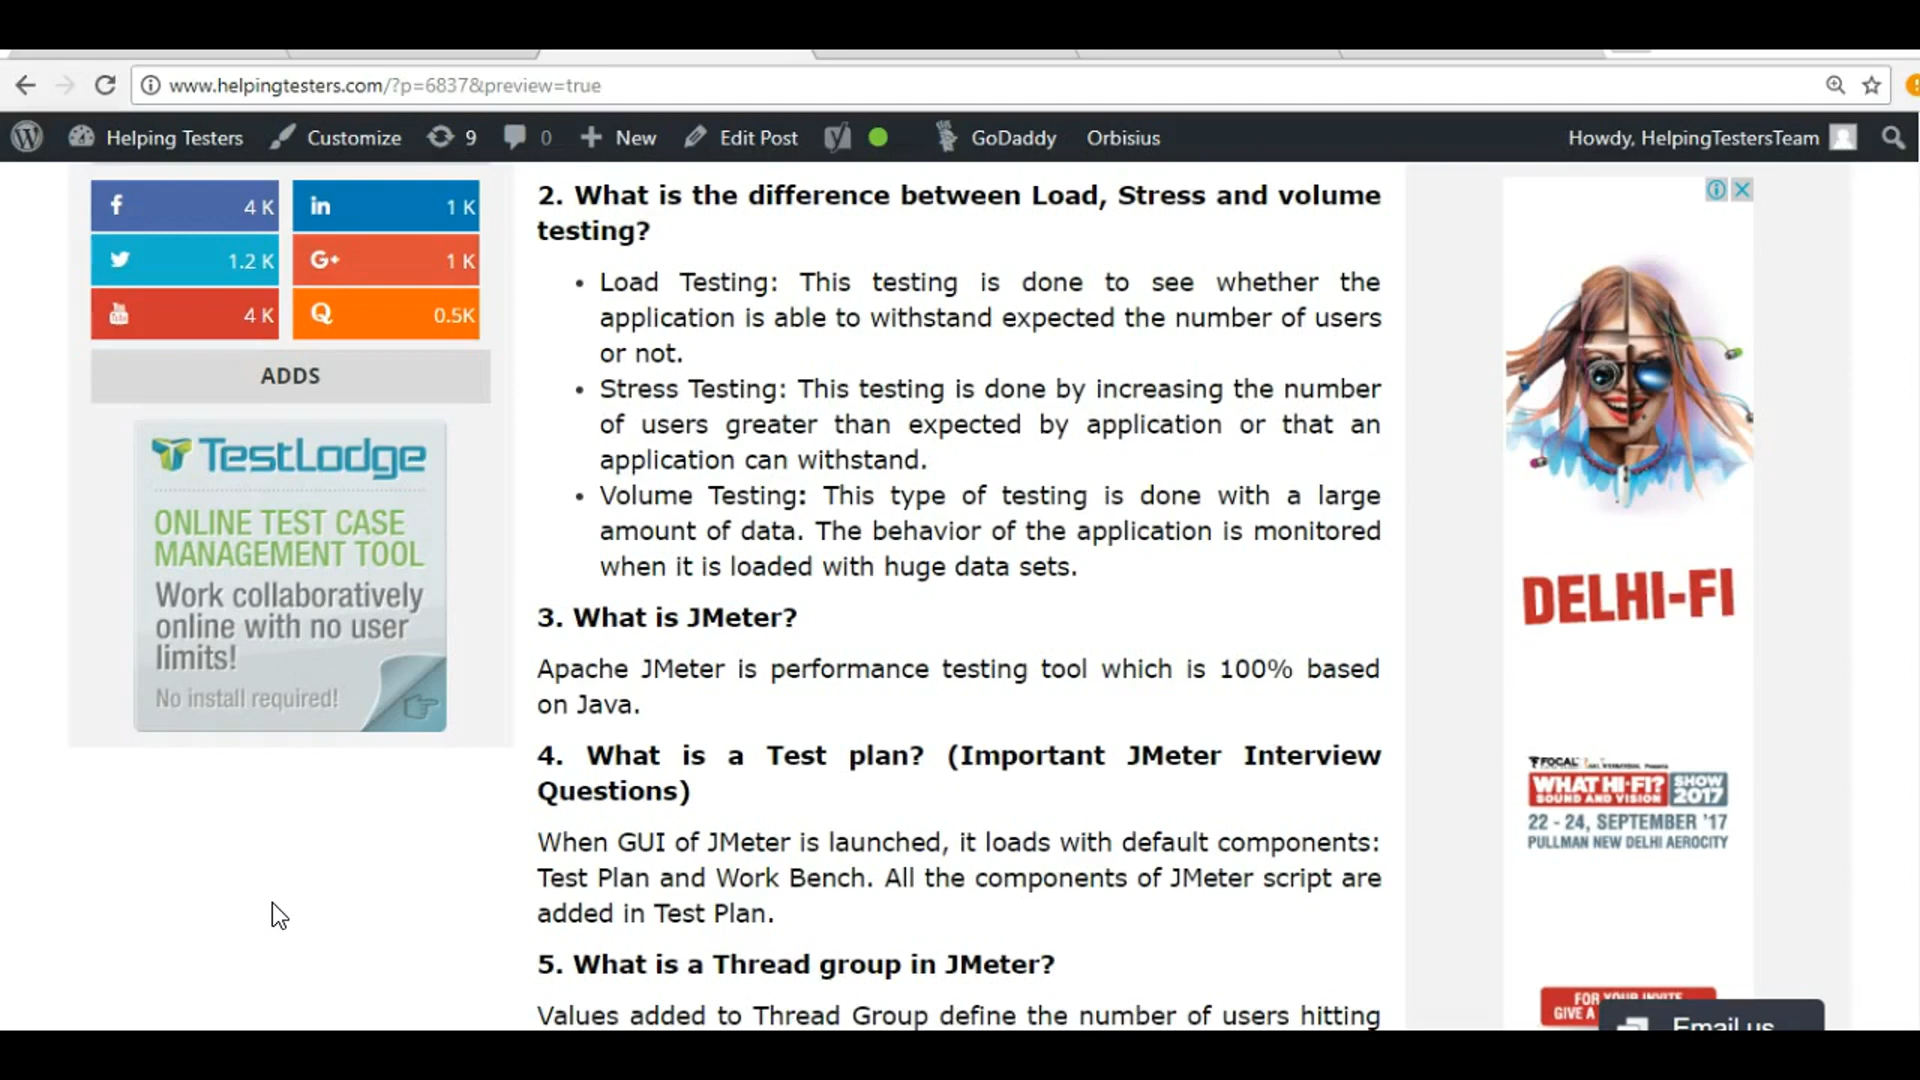 www.helpingtesters.com/?p=6837&preview=true
Helping Testers Customize 9 0 New Edit Post GoDaddy Orbisius Howdy, HelpingTestersTeam
4 K 1 K
1.2 K G+ 1 K
4 K 0.5K
ADDS
TestLodge
ONLINE TEST CASE
MANAGEMENT TOOL
Work collaboratively
online with no user
limits!
No install required!
2. What is the difference between Load, Stress and volume
testing?
• Load Testing: This testing is done to see whether the
application is able to withstand expected the number of users
or not.
• Stress Testing: This testing is done by increasing the number
of users greater than expected by application or that an
application can withstand.
• Volume Testing: This type of testing is done with a large
amount of data. The behavior of the application is monitored
when it is loaded with huge data sets.
3. What is JMeter?
Apache JMeter is performance testing tool which is 100% based
on Java.
4. What is a Test plan? (Important JMeter Interview
Questions)
When GUI of JMeter is launched, it loads with default components:
Test Plan and Work Bench. All the components of JMeter script are
added in Test Plan.
5. What is a Thread group in JMeter?
Values added to Thread Group define the number of users hitting
DELHI-FI
FOCAL
WHAT HI-FI? SHOW
SOUND AND VISION 2017
22 - 24, SEPTEMBER '17
PULLMAN NEW DELHI AEROCITY
FOR YOUR INVITE
GIVE A
Email us